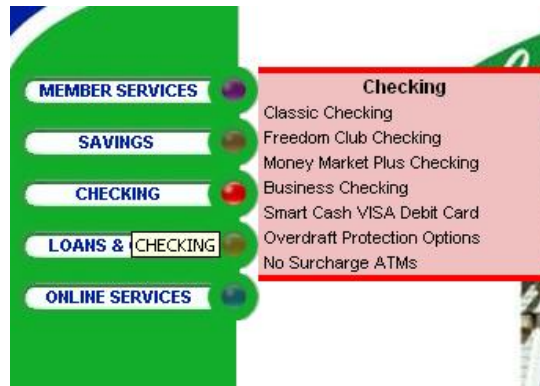 MEMBER SERVICES
SAVINGS
CHECKING
LOANS &
CHECKING
ONLINE SERVICES
Checking
Classic Checking
Freedom Club Checking
Money Market Plus Checking
Business Checking
Smart Cash VISA Debit Card
Overdraft Protection Options
No Surcharge ATMs